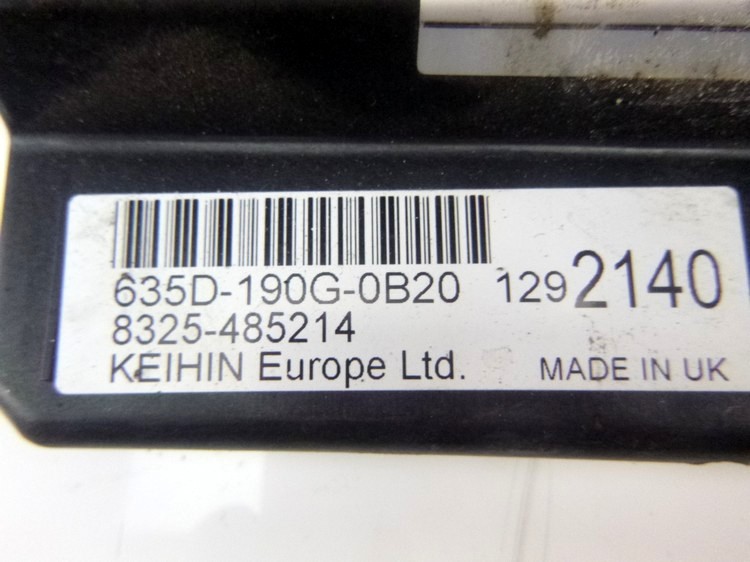 635D-190G-0B20 1292140
8325-485214
KEIHIN Europe Ltd. MADE IN UK